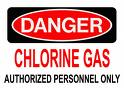 DANGER
CHLORINE GAS
AUTHORIZED PERSONNEL ONLY